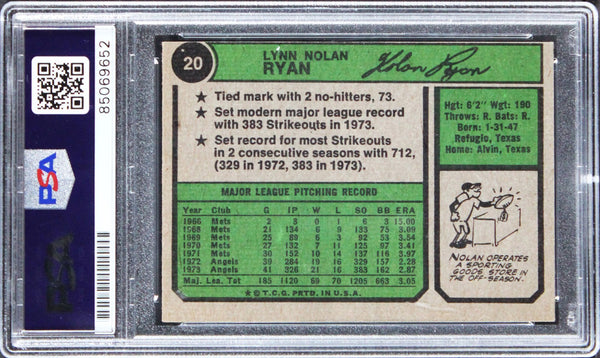 85069652
PSA
20
LYNN NOLAN
RYAN
Nolan Ryan
★ Tied mark with 2 no-hitters, 73.
★ Set modern major league record
with 383 Strikeouts in 1973.
★ Set record for most Strikeouts
in 2 consecutive seasons with 712,
(329 in 1972, 383 in 1973).
Hgt: 6'2" Wgt: 190
Throws: R. Bats: R.
Born: 1-31-47
Refugio, Texas
Home: Alvin, Texas
MAJOR LEAGUE PITCHING RECORD
Year Club G IP W L SO BB ERA
1966 Mets 2 3 0 1 6 3 15.00
1968 Mets 21 134 6 9 133 75 3.09
1969 Mets 25 89 6 3 92 53 3.54
1970 Mets 27 132 7 11 125 97 3.41
1971 Mets 30 152 10 14 137 116 3.97
1972 Angels 39 284 19 16 329 157 2.28
1973 Angels 41 326 21 16 383 162 2.87
Maj. Lea. Tot 185 1120 69 70 1205 663 3.05
★ © T.C.G. PRTD. IN U.S.A.
NOLAN OPERATES
A SPORTING
GOODS STORE IN
THE OFF-SEASON.